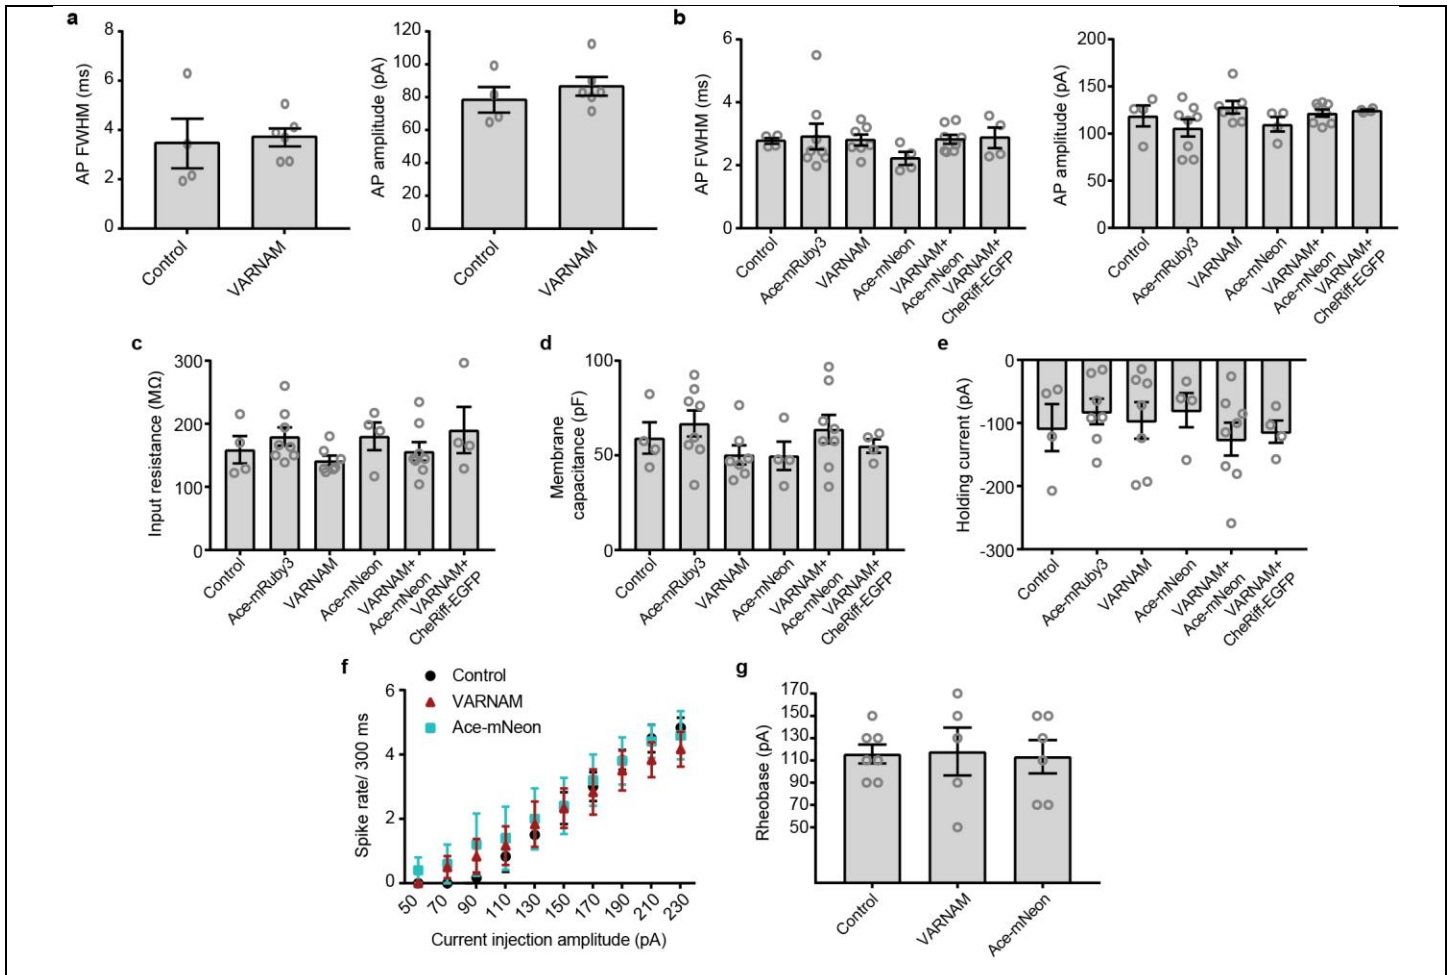 a
AP FWHM (ms)
8
6
4
2
0
Control
VARNAM
AP amplitude (pA)
120
100
80
60
40
20
0
Control
VARNAM
b
AP FWHM (ms)
6
4
2
0
Control
Ace-mRuby3
VARNAM
Ace-mNeon
VARNAM+
Ace-mNeon
VARNAM+
CheRiff-EGFP
AP amplitude (pA)
200
150
100
50
0
Control
Ace-mRuby3
VARNAM
Ace-mNeon
VARNAM+
Ace-mNeon
VARNAM+
CheRiff-EGFP
c
Input resistance (MΩ)
300
200
100
0
Control
Ace-mRuby3
VARNAM
Ace-mNeon
VARNAM+
Ace-mNeon
VARNAM+
CheRiff-EGFP
d
Membrane
capacitance (pF)
100
50
0
Control
Ace-mRuby3
VARNAM
Ace-mNeon
VARNAM+
Ace-mNeon
VARNAM+
CheRiff-EGFP
e
Holding current (pA)
0
-100
-200
-300
Control
Ace-mRuby3
VARNAM
Ace-mNeon
VARNAM+
Ace-mNeon
VARNAM+
CheRiff-EGFP
f
Control
VARNAM
Ace-mNeon
Spike rate/ 300 ms
6
4
2
0
50
70
90
110
130
150
170
190
210
230
Current injection amplitude (pA)
g
Rheobase (pA)
170
150
130
110
90
70
50
Control
VARNAM
Ace-mNeon